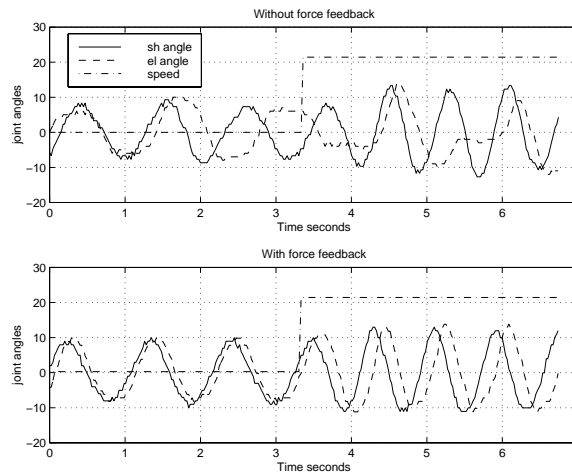 Without force feedback
30
20
10
0
−10
−20
joint angles
sh angle
el angle
speed
0 1 2 3 4 5 6
Time seconds
With force feedback
30
20
10
0
−10
−20
joint angles
0 1 2 3 4 5 6
Time seconds